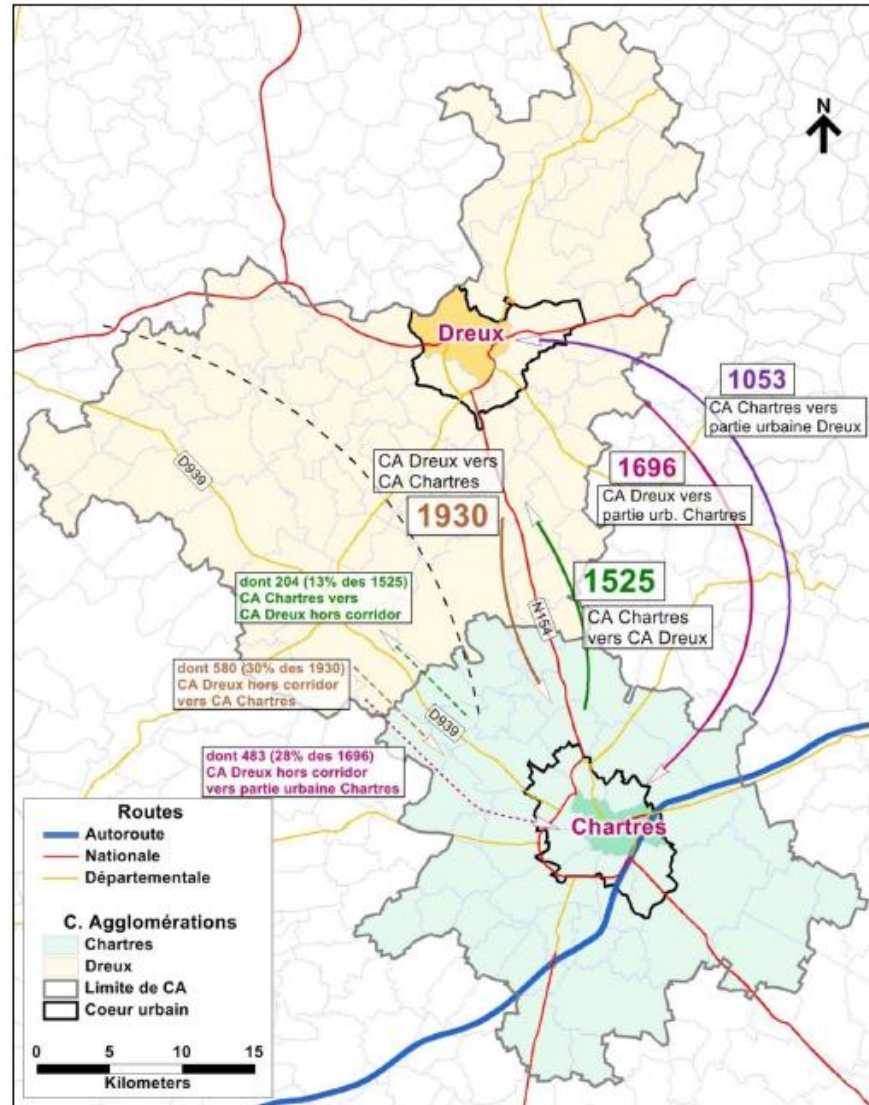 N
Dreux
1053
CA Chartres vers
partie urbaine Dreux
D939
CA Dreux vers
CA Chartres
1930
1696
CA Dreux vers
partie urb. Chartres
dont 204 (13% des 1525)
CA Chartres vers
CA Dreux hors corridor
N154
1525
CA Chartres
vers CA Dreux
dont 580 (30% des 1930)
CA Dreux hors corridor
vers CA Chartres
D939
dont 483 (28% des 1696)
CA Dreux hors corridor
vers partie urbaine Chartres
Chartres
Routes
Autoroute
Nationale
Départementale
C. Agglomérations
Chartres
Dreux
Limite de CA
Coeur urbain
0 5 10 15
Kilometers